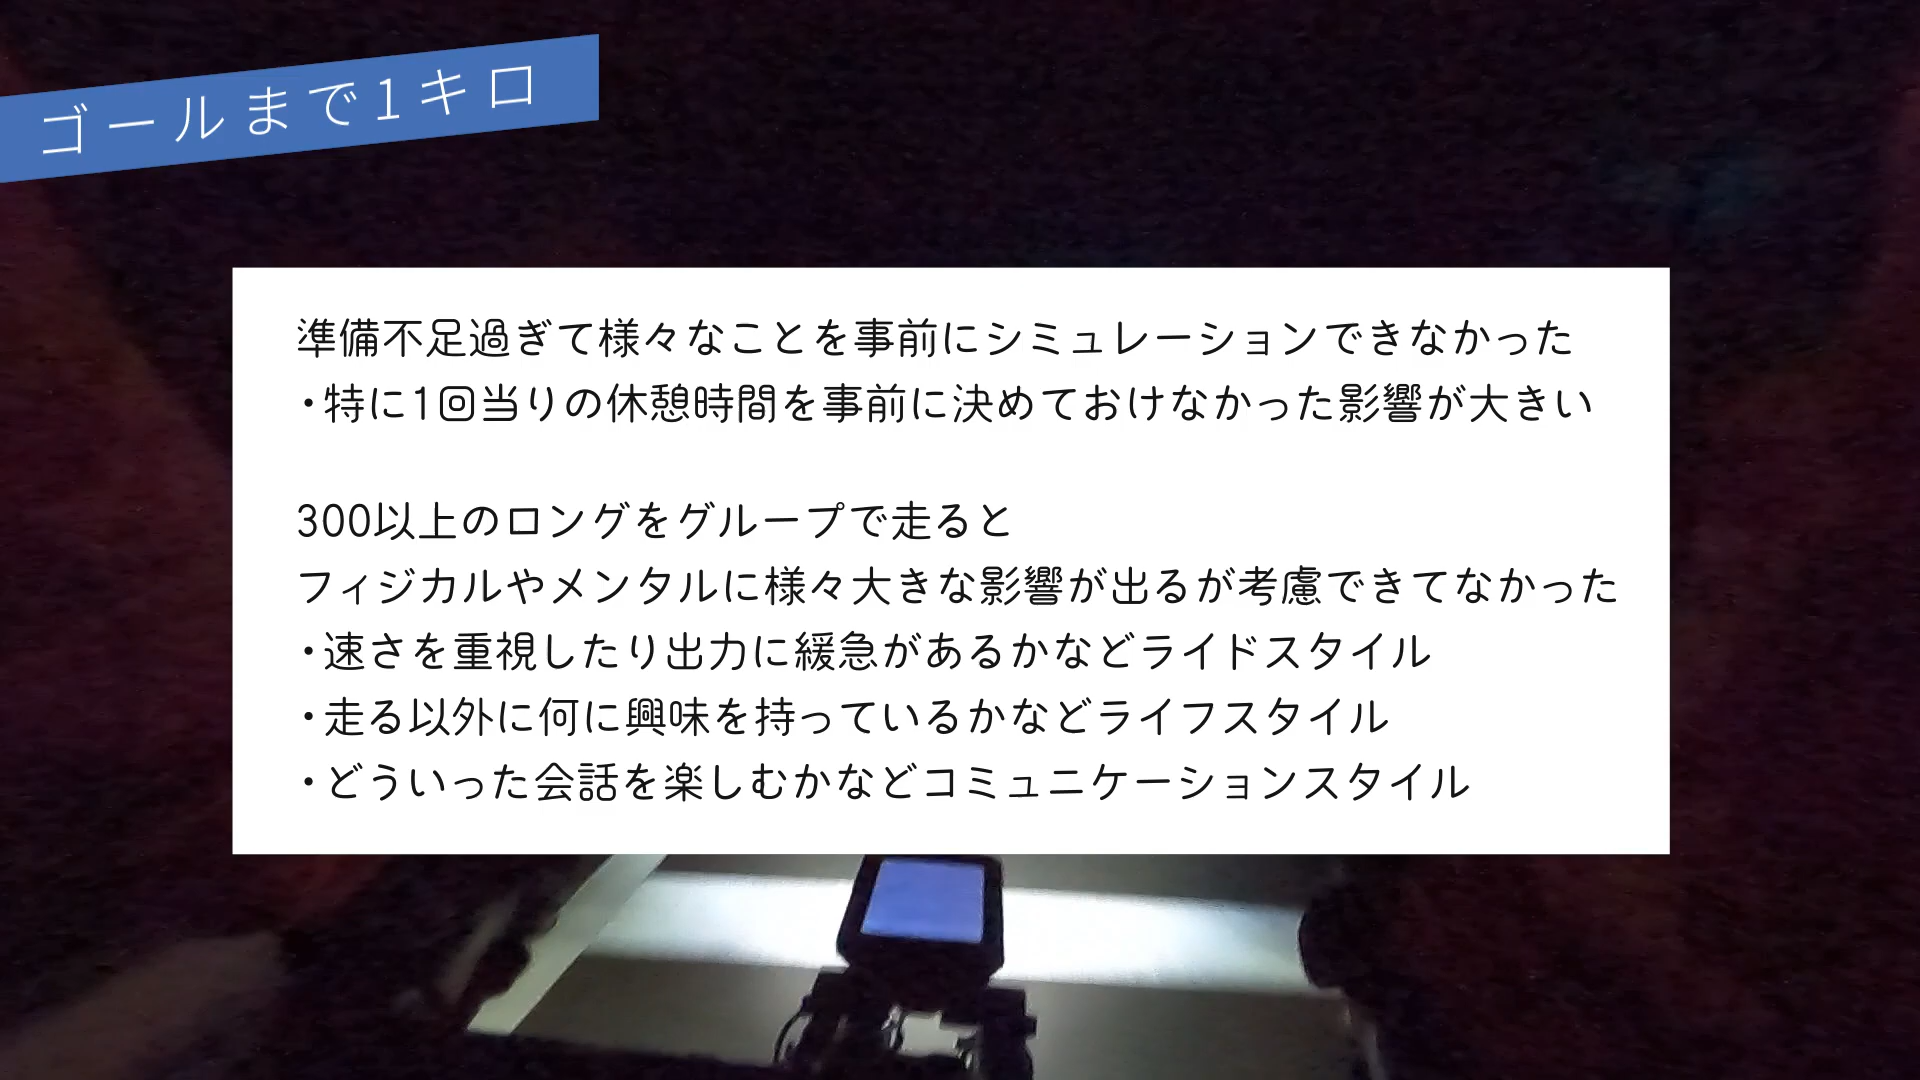 ゴールまで1キロ
準備不足過ぎて様々なことを事前にシミュレーションできなかった
・特に1回当りの休憩時間を事前に決めておけなかった影響が大きい
300以上のロングをグループで走ると
フィジカルやメンタルに様々大きな影響が出るが考慮できてなかった
・速さを重視したり出力に緩急があるかなどライドスタイル
・走る以外に何に興味を持っているかなどライフスタイル
・どういった会話を楽しむかなどコミュニケーションスタイル